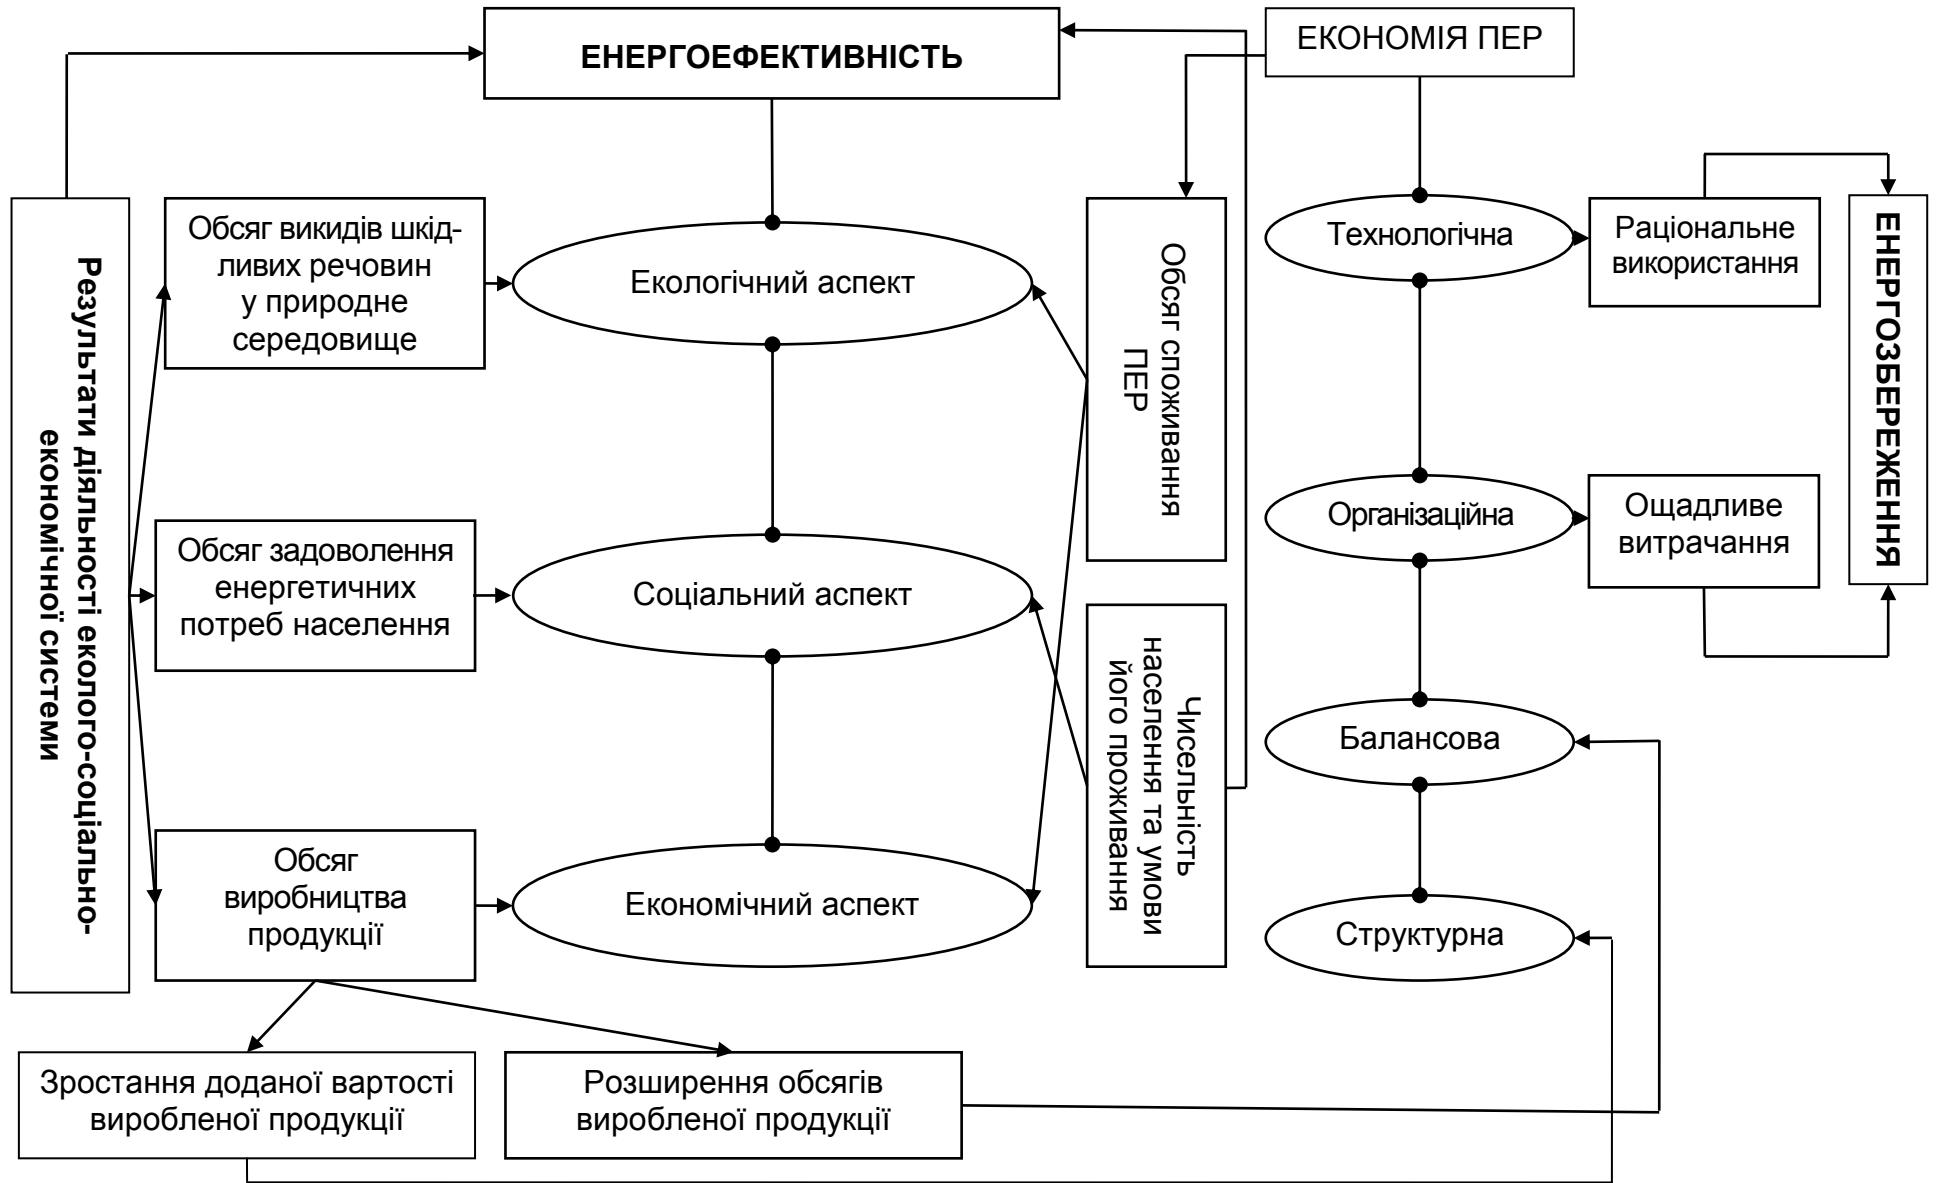 ЕНЕРГОЕФЕКТИВНІСТЬ
ЕКОНОМІЯ ПЕР
Результати діяльності еколого-соціально-
економічної системи
Обсяг викидів шкід-
ливих речовин
у природне
середовище
Екологічний аспект
Обсяг споживання
ПЕР
Технологічна
Раціональне
використання
ЕНЕРГОЗБЕРЕЖЕННЯ
Обсяг задоволення
енергетичних
потреб населення
Соціальний аспект
Організаційна
Ощадливе
витрачання
Чисельність
населення та умови
його проживання
Балансова
Обсяг
виробництва
продукції
Економічний аспект
Структурна
Зростання доданої вартості
виробленої продукції
Розширення обсягів
виробленої продукції